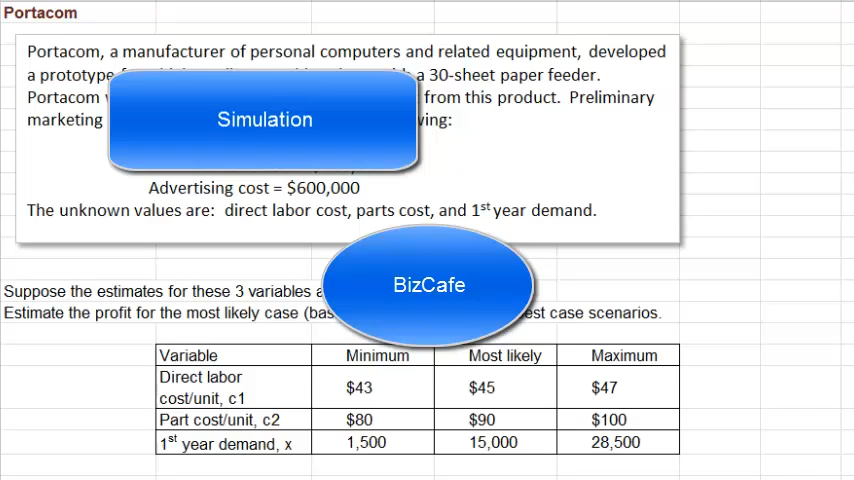 Portacom
Portacom, a manufacturer of personal computers and related equipment, developed
a prototype a 30-sheet paper feeder.
Portacom from this product. Preliminary
marketing
Simulation
Advertising cost = $600,000
The unknown values are: direct labor cost, parts cost, and 1st year demand.
BizCafe
Suppose the estimates for these 3 variables
Estimate the profit for the most likely case case scenarios.
Variable Minimum Most likely Maximum
Direct labor
cost/unit, c1 $43 $45 $47
Part cost/unit, c2 $80 $90 $100
1st year demand, x 1,500 15,000 28,500